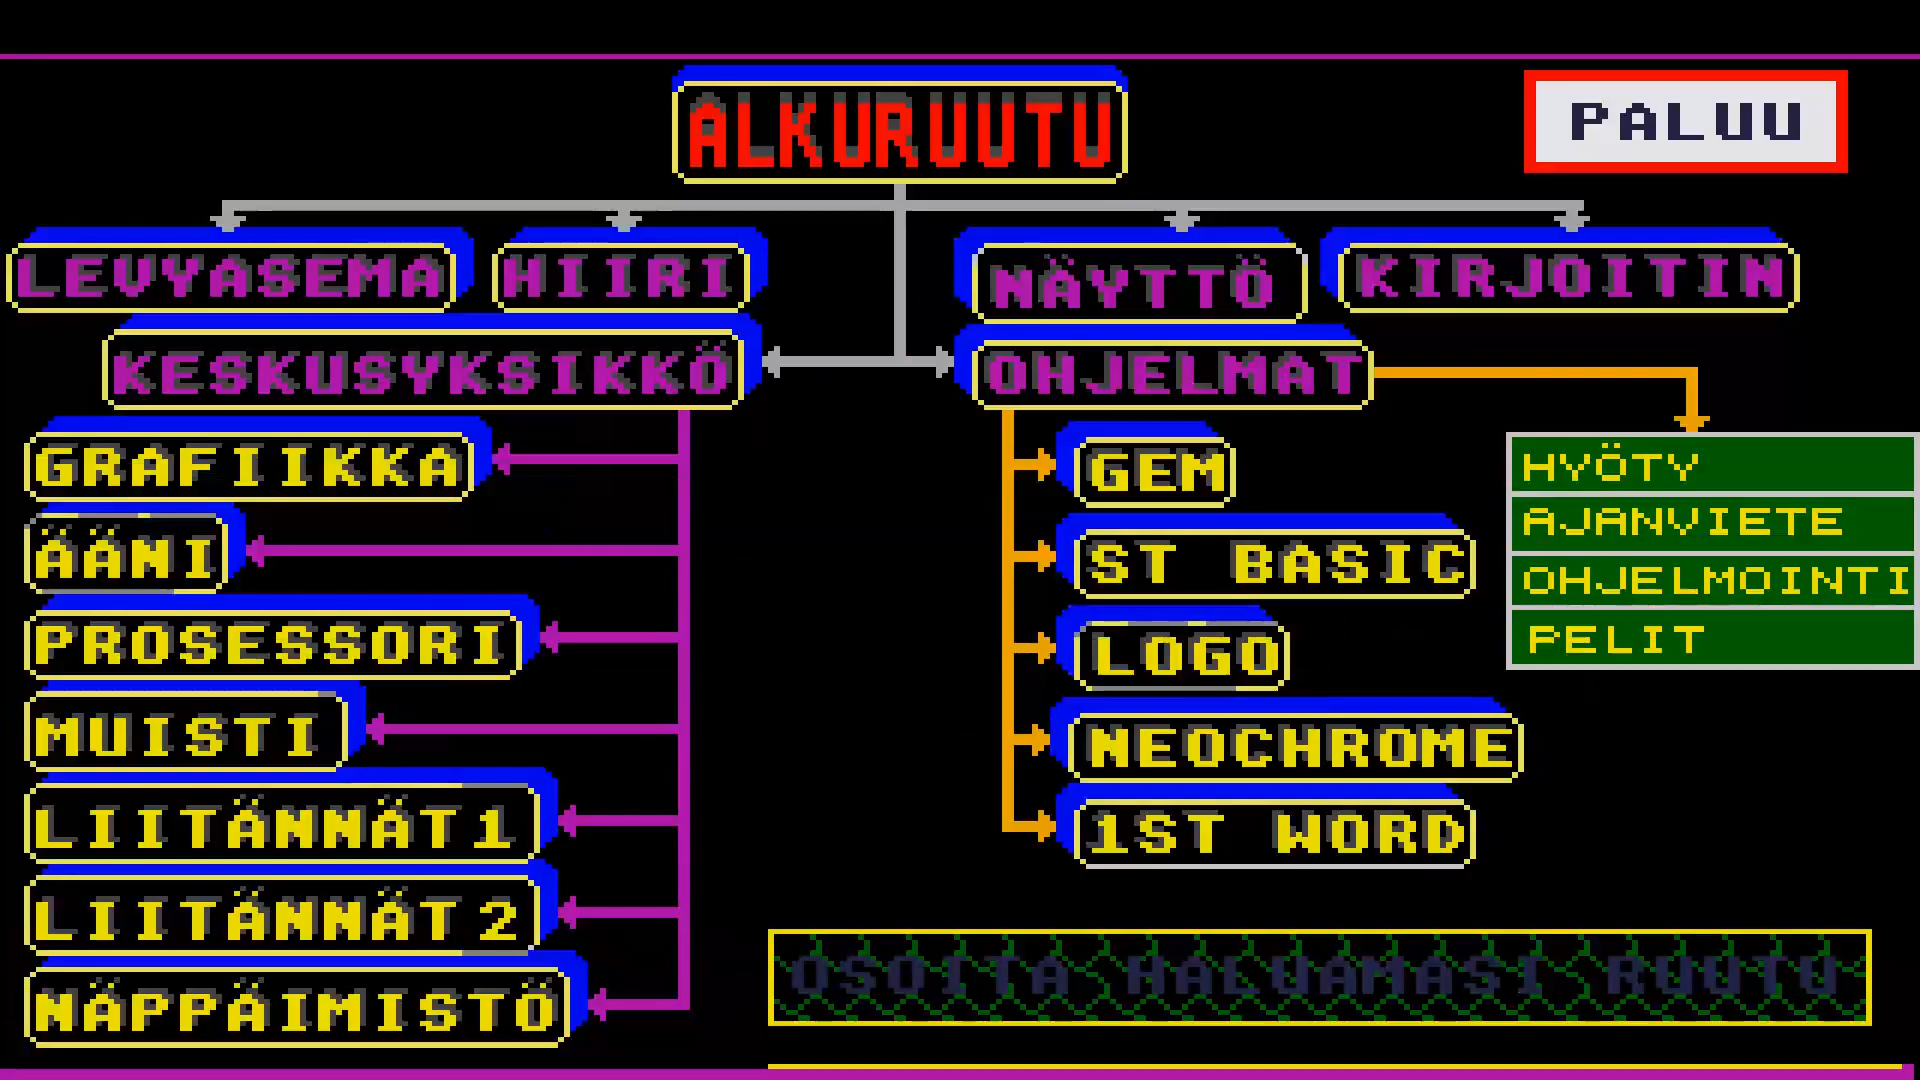 ALKURUUTU
PALUU
LEVYASEMA
HIIRI
NÄYTTÖ
KIRJOITIN
KESKUSYKSIKKÖ
OHJELMAT
GRAFIIKKA
ÄÄNI
PROSESSORI
MUISTI
LIITÄNNÄT 1
LIITÄNNÄT 2
NÄPPÄIMISTÖ
GEM
ST BASIC
LOGO
NEOCHROME
1ST WORD
HYÖTY
AJANVIETE
OHJELMOINTI
PELIT
OSOITA HALUAMASI RUUTU